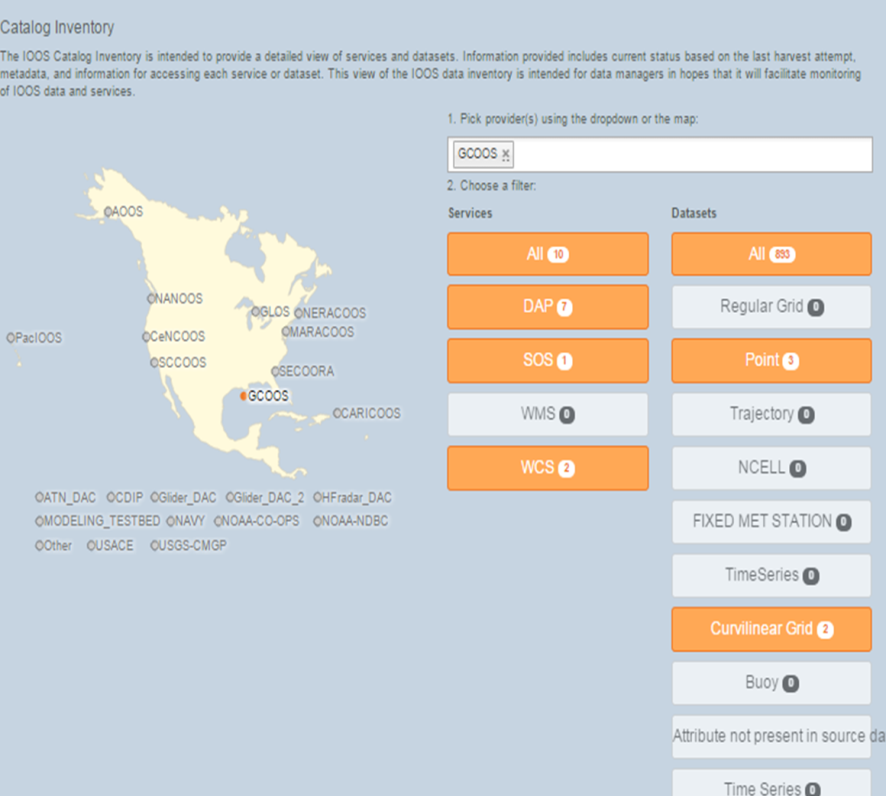 Catalog Inventory
The IOOS Catalog Inventory is intended to provide a detailed view of services and datasets. Information provided includes current status based on the last harvest attempt,
metadata, and information for accessing each service or dataset. This view of the IOOS data inventory is intended for data managers in hopes that it will facilitate monitoring
of IOOS data and services.
1. Pick provider(s) using the dropdown or the map:
GCOOS x
2. Choose a filter:
Services
All 10
DAP 7
SOS 1
WMS 0
WCS 2
Datasets
All 893
Regular Grid 0
Point 3
Trajectory 0
NCELL 0
FIXED MET STATION 0
TimeSeries 0
Curvilinear Grid 2
Buoy 0
Attribute not present in source da
Time Series 0
AOOS
NANOOS
GLOS
NERACOOS
MARACOOS
PacIOOS
CeNCOOS
SCCOOS
SECOORA
GCOOS
CARICOOS
ATN_DAC CDIP Glider_DAC Glider_DAC_2 HFradar_DAC
MODELING_TESTBED NAVY NOAA-CO-OPS NOAA-NDBC
Other USACE USGS-CMGP